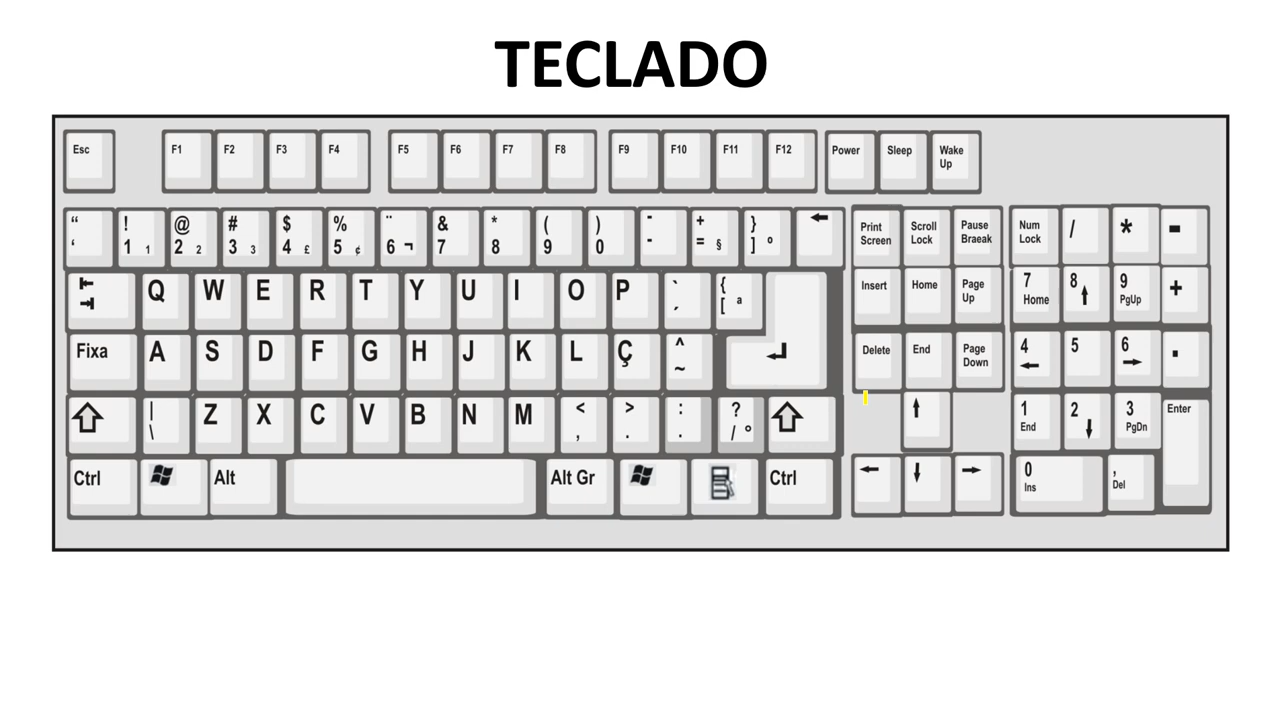 TECLADO
Esc F1 F2 F3 F4 F5 F6 F7 F8 F9 F10 F11 F12 Power Sleep Wake Up
“ ‘ ! 1 1 @ 2 2 # 3 3 $ 4 £ % 5 ¢ ¨ 6 ¬ & 7 * 8 ( 9 ) 0 - - + = § } ] º ← Print Screen Scroll Lock Pause Braeak Num Lock / * -
Q W E R T Y U I O P ` ´ { [ ª Insert Home Page Up 7 Home 8 ↑ 9 PgUp +
Fixa A S D F G H J K L Ç ^ ~ ↵ Delete End Page Down 4 ← 5 6 → .
⇧ | \ Z X C V B N M < , > . : . ? / ° ⇧ ↑ 1 End 2 ↓ 3 PgDn Enter
Ctrl Alt Alt Gr Ctrl ← ↓ → 0 Ins , Del